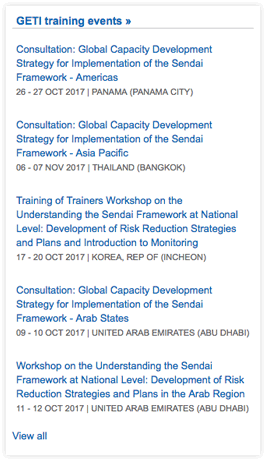 GETI training events »
Consultation: Global Capacity Development
Strategy for Implementation of the Sendai
Framework - Americas
26 - 27 OCT 2017 | PANAMA (PANAMA CITY)
Consultation: Global Capacity Development
Strategy for Implementation of the Sendai
Framework - Asia Pacific
06 - 07 NOV 2017 | THAILAND (BANGKOK)
Training of Trainers Workshop on the
Understanding the Sendai Framework at National
Level: Development of Risk Reduction Strategies
and Plans and Introduction to Monitoring
17 - 20 OCT 2017 | KOREA, REP OF (INCHEON)
Consultation: Global Capacity Development
Strategy for Implementation of the Sendai
Framework - Arab States
09 - 10 OCT 2017 | UNITED ARAB EMIRATES (ABU DHABI)
Workshop on the Understanding the Sendai
Framework at National Level: Development of Risk
Reduction Strategies and Plans in the Arab Region
11 - 12 OCT 2017 | UNITED ARAB EMIRATES (ABU DHABI)
View all